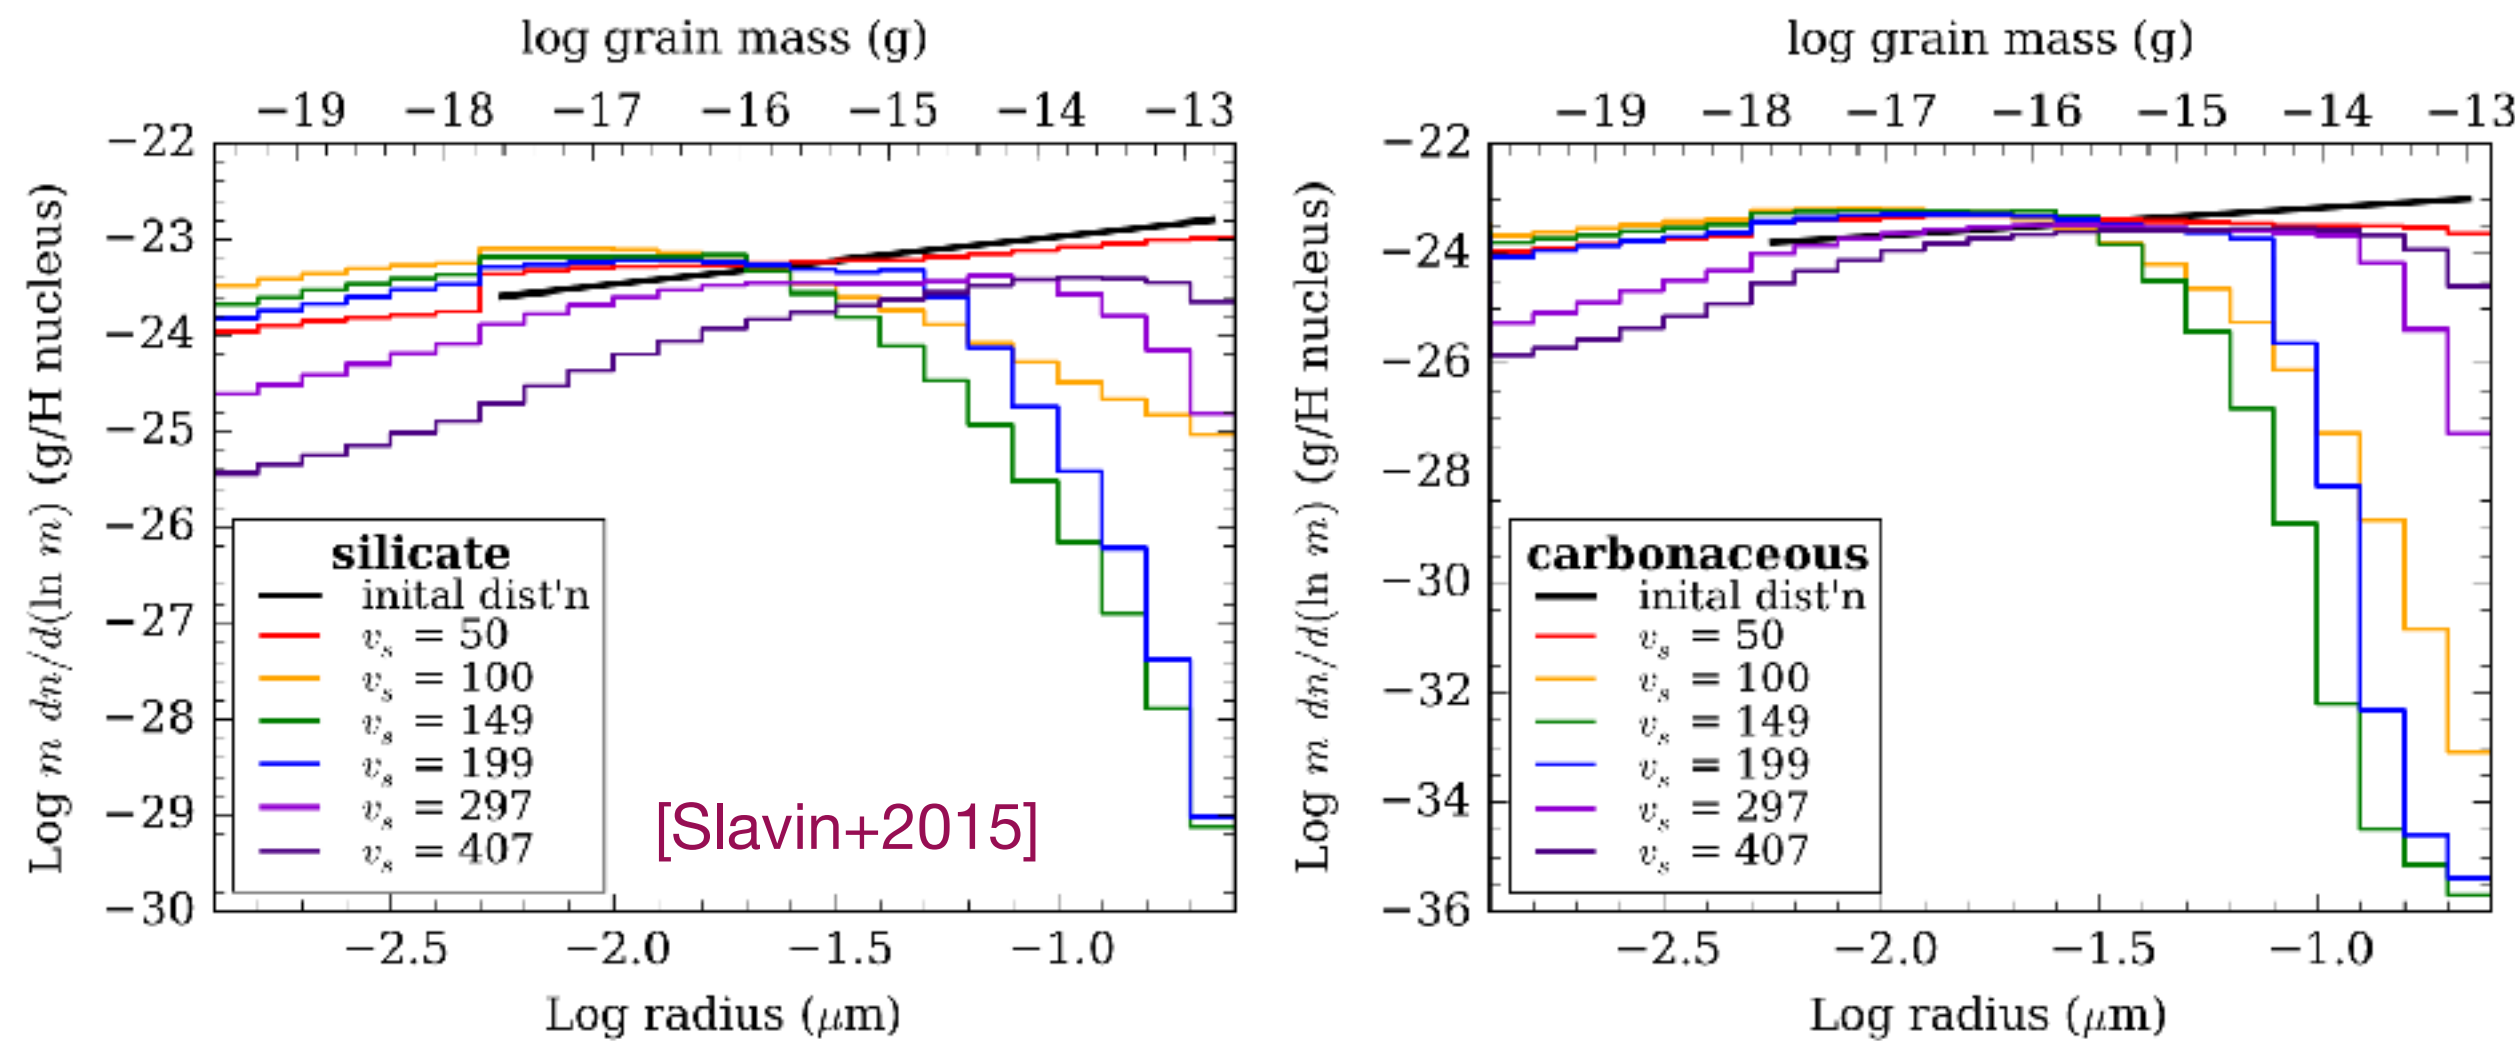 log grain mass (g)
−19 −18 −17 −16 −15 −14 −13
−22
−23
−24
−25
−26
−27
−28
−29
−30
Log m dn/d(ln m) (g/H nucleus)
silicate
inital dist'n
v_s = 50
v_s = 100
v_s = 149
v_s = 199
v_s = 297
v_s = 407
[Slavin+2015]
−2.5 −2.0 −1.5 −1.0
Log radius (μm)
log grain mass (g)
−19 −18 −17 −16 −15 −14 −13
−22
−24
−26
−28
−30
−32
−34
−36
Log m dn/d(ln m) (g/H nucleus)
carbonaceous
inital dist'n
v_s = 50
v_s = 100
v_s = 149
v_s = 199
v_s = 297
v_s = 407
−2.5 −2.0 −1.5 −1.0
Log radius (μm)